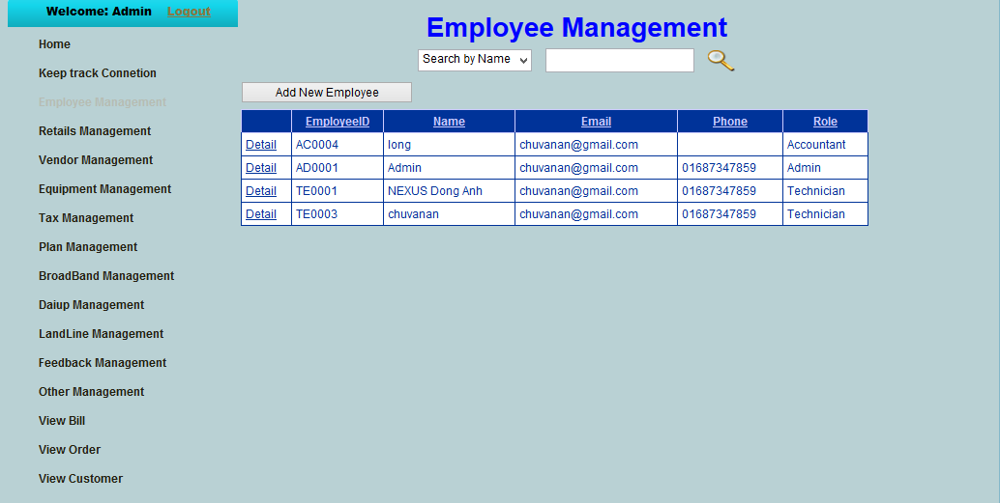 Welcome: Admin Logout
Home
Keep track Connetion
Employee Management
Retails Management
Vendor Management
Equipment Management
Tax Management
Plan Management
BroadBand Management
Daiup Management
LandLine Management
Feedback Management
Other Management
View Bill
View Order
View Customer
Employee Management
Search by Name
Add New Employee
EmployeeID Name Email Phone Role
Detail AC0004 long chuvanan@gmail.com Accountant
Detail AD0001 Admin chuvanan@gmail.com 01687347859 Admin
Detail TE0001 NEXUS Dong Anh chuvanan@gmail.com 01687347859 Technician
Detail TE0003 chuvanan chuvanan@gmail.com 01687347859 Technician